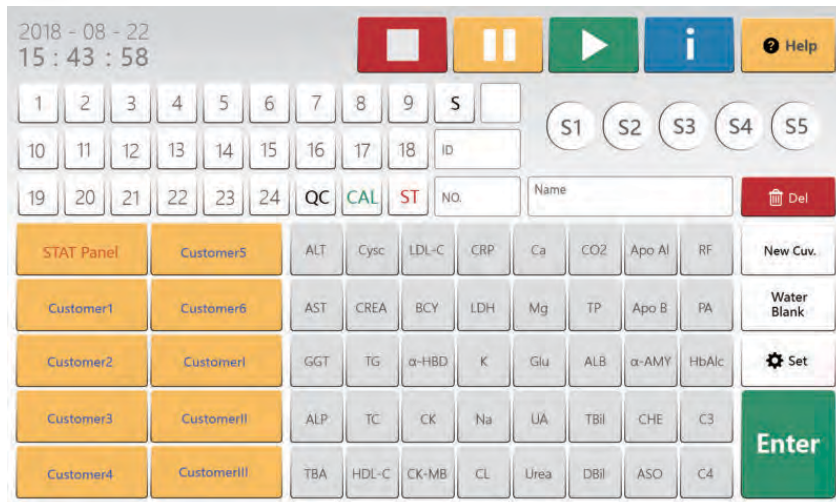 2018 - 08 - 22
15 : 43 : 58
i
? Help
1 2 3 4 5 6 7 8 9 S
S1 S2 S3 S4 S5
10 11 12 13 14 15 16 17 18 ID
19 20 21 22 23 24 QC CAL ST NO. Name Del
STAT Panel Customer5 ALT Cysc LDL-C CRP Ca CO2 Apo AI RF New Cuv.
Customer1 Customer6 AST CREA BCY LDH Mg TP Apo B PA Water
Blank
Customer2 CustomerI GGT TG α-HBD K Glu ALB α-AMY HbAlc Set
Customer3 CustomerII ALP TC CK Na UA TBil CHE C3
Customer4 CustomerIII TBA HDL-C CK-MB CL Urea DBil ASO C4
Enter